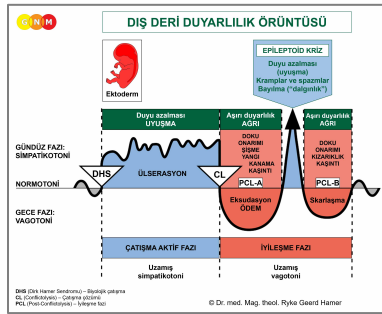 GNM
DIŞ DERİ DUYARLILIK ÖRÜNTÜSÜ
Ektoderm
EPİLEPTOİD KRİZ
Duyu azalması
(uyuşma)
Kramplar ve spazmlar
Bayılma (“dalgınlık”)
Duyu azalması
UYUŞMA
Aşırı duyarlılık
AĞRI
Aşırı duyarlılık
AĞRI
GÜNDÜZ FAZI:
SİMPATİKOTONİ
DOKU
ONARIMI
ŞİŞME
YANGI
KANAMA
KAŞINTI
DOKU
ONARIMI
KIZARIKLIK
KAŞINTI
DHS
ÜLSERASYON
CL
PCL-A
PCL-B
NORMOTONİ
GECE FAZI:
VAGOTONİ
Eksudasyon
ÖDEM
Skarlaşma
ÇATIŞMA AKTİF FAZI
İYİLEŞME FAZI
Uzamış
simpatikotoni
Uzamış
vagotoni
DHS (Dirk Hamer Sendromu) – Biyolojik çatışma
CL (Conflictolysis) – Çatışma çözümü
PCL (Post-Conflictolysis) – İyileşme fazı
© Dr. med. Mag. theol. Ryke Geerd Hamer